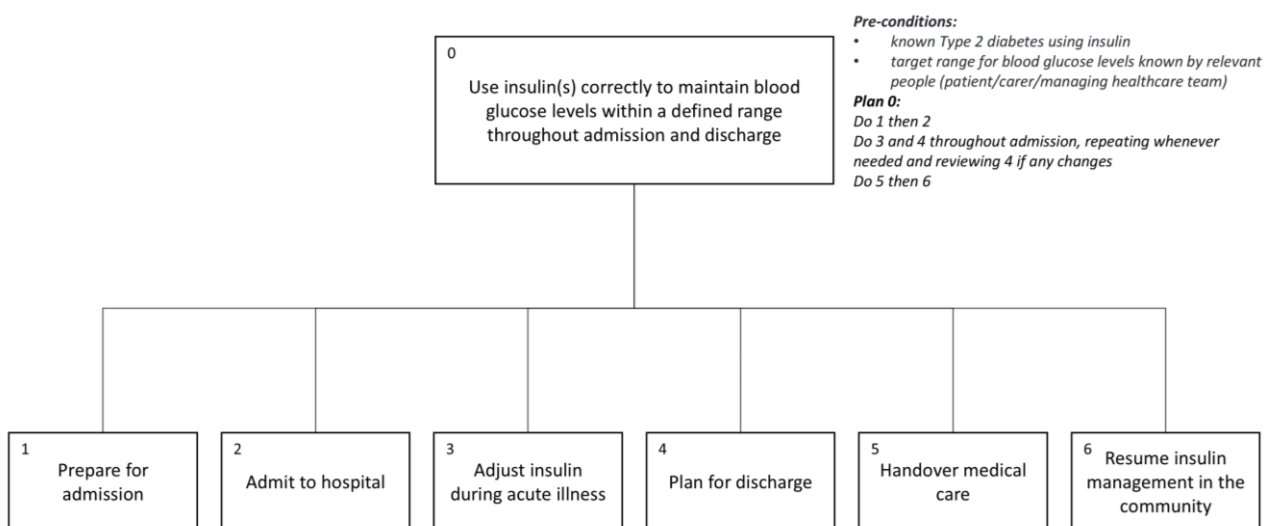 Pre-conditions:
• known Type 2 diabetes using insulin
• target range for blood glucose levels known by relevant
people (patient/carer/managing healthcare team)
Plan 0:
Do 1 then 2
Do 3 and 4 throughout admission, repeating whenever
needed and reviewing 4 if any changes
Do 5 then 6
0
Use insulin(s) correctly to maintain blood
glucose levels within a defined range
throughout admission and discharge
1
Prepare for
admission
2
Admit to hospital
3
Adjust insulin
during acute illness
4
Plan for discharge
5
Handover medical
care
6
Resume insulin
management in the
community